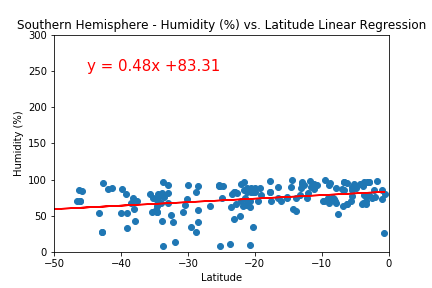 Southern Hemisphere - Humidity (%) vs. Latitude Linear Regression
300
y = 0.48x +83.31
250
200
Humidity (%)
150
100
50
0
−50 −40 −30 −20 −10 0
Latitude